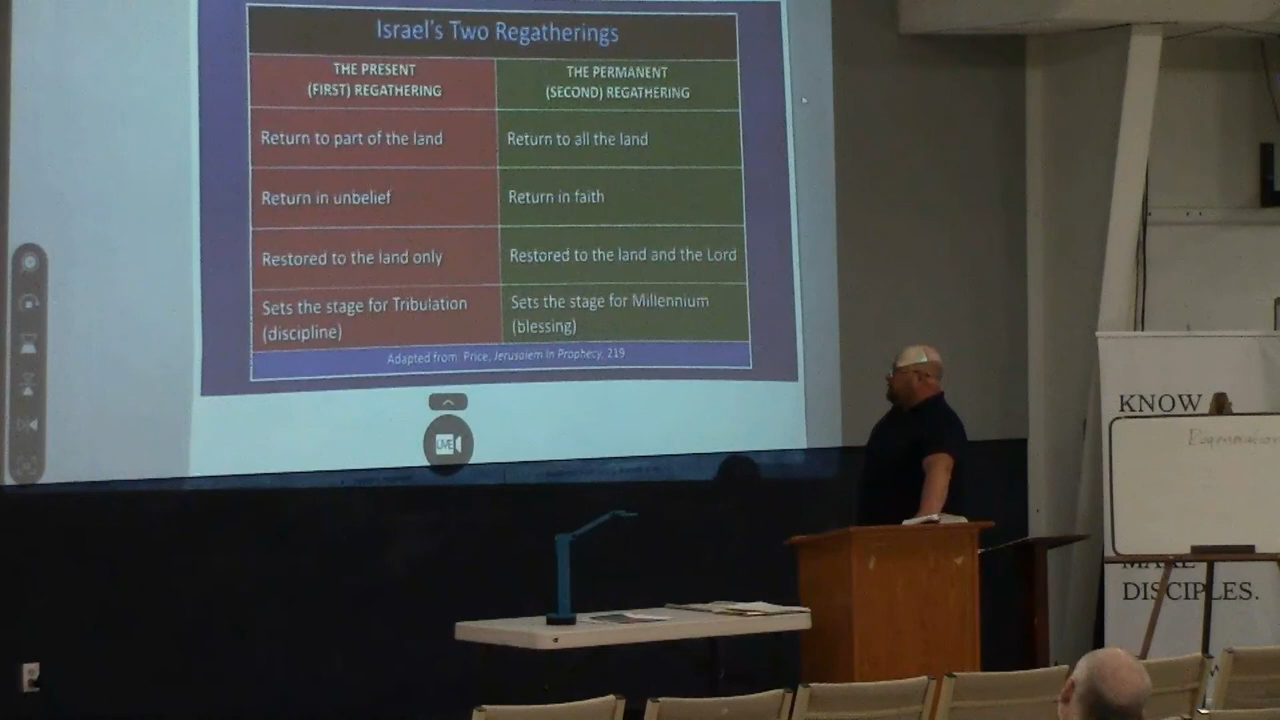 Israel's Two Regatherings
THE PRESENT
(FIRST) REGATHERING
THE PERMANENT
(SECOND) REGATHERING
Return to part of the land
Return to all the land
Return in unbelief
Return in faith
Restored to the land only
Restored to the land and the Lord
Sets the stage for Tribulation
(discipline)
Sets the stage for Millennium
(blessing)
Adapted from: Price, Jerusalem in Prophecy, 219
LIVE
KNOW
MAKE
DISCIPLES.